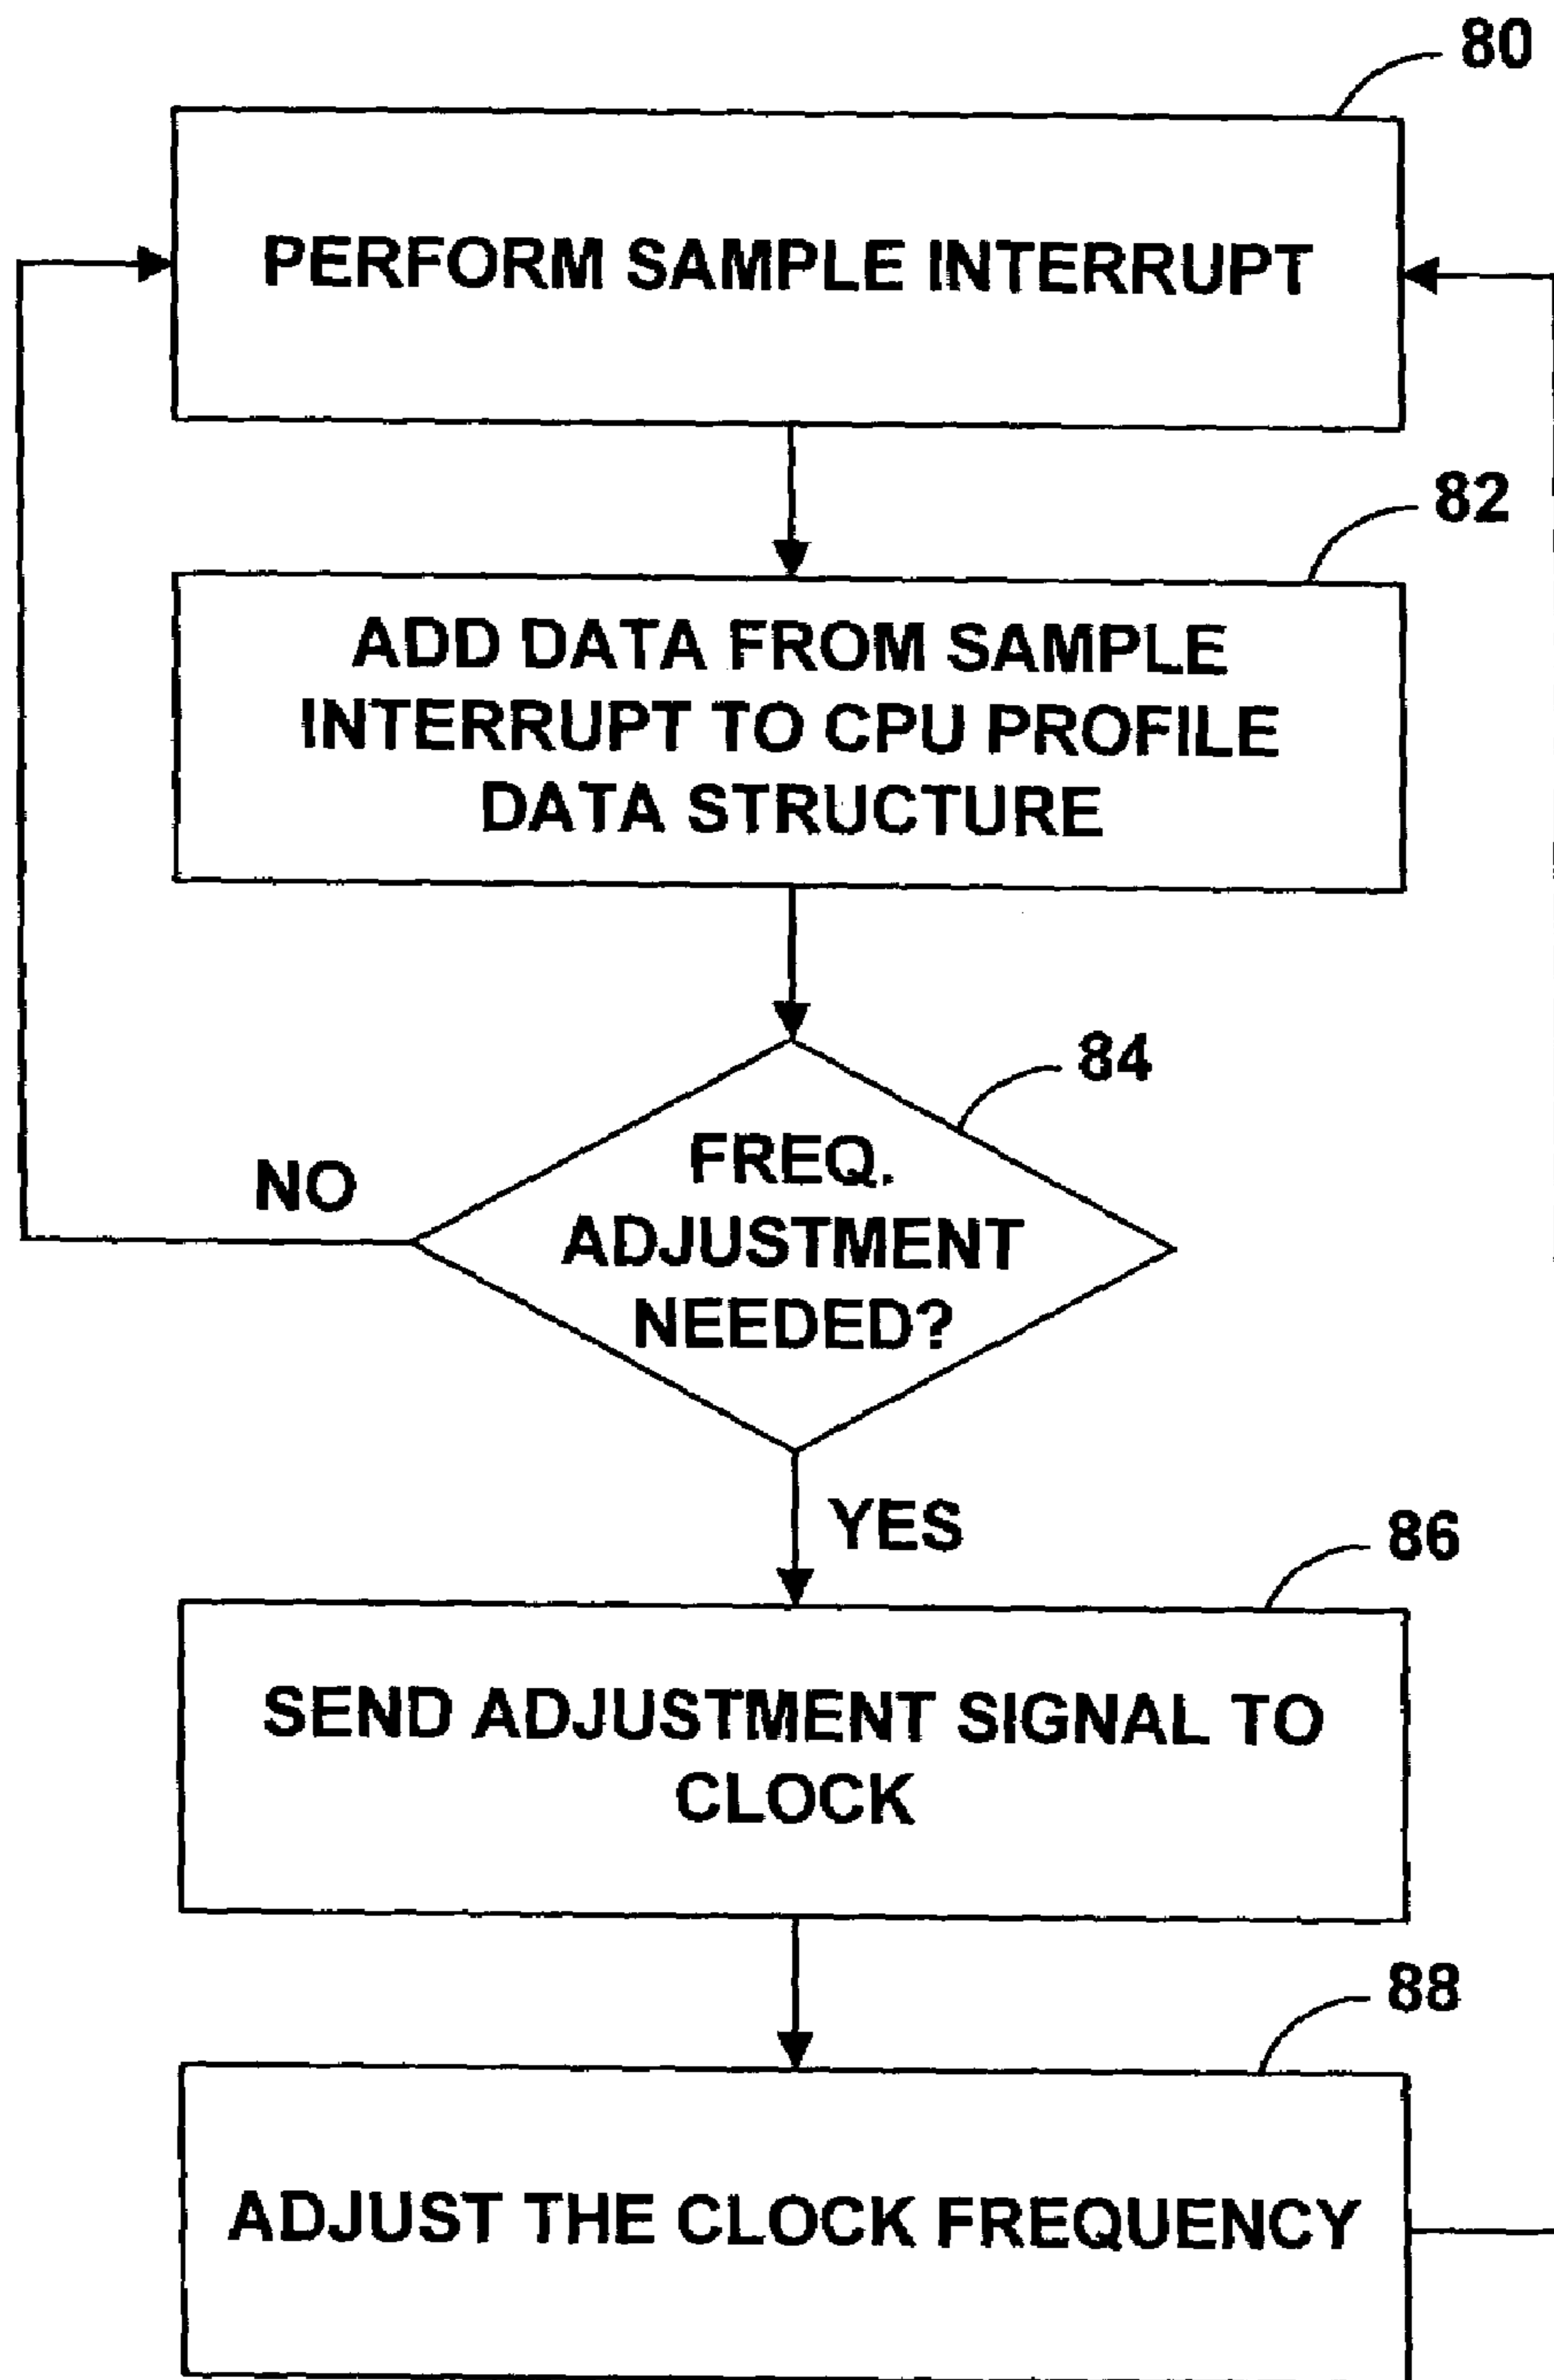 80
PERFORM SAMPLE INTERRUPT
82
ADD DATA FROM SAMPLE
INTERRUPT TO CPU PROFILE
DATA STRUCTURE
84
FREQ.
ADJUSTMENT
NEEDED?
NO
YES
86
SEND ADJUSTMENT SIGNAL TO
CLOCK
88
ADJUST THE CLOCK FREQUENCY